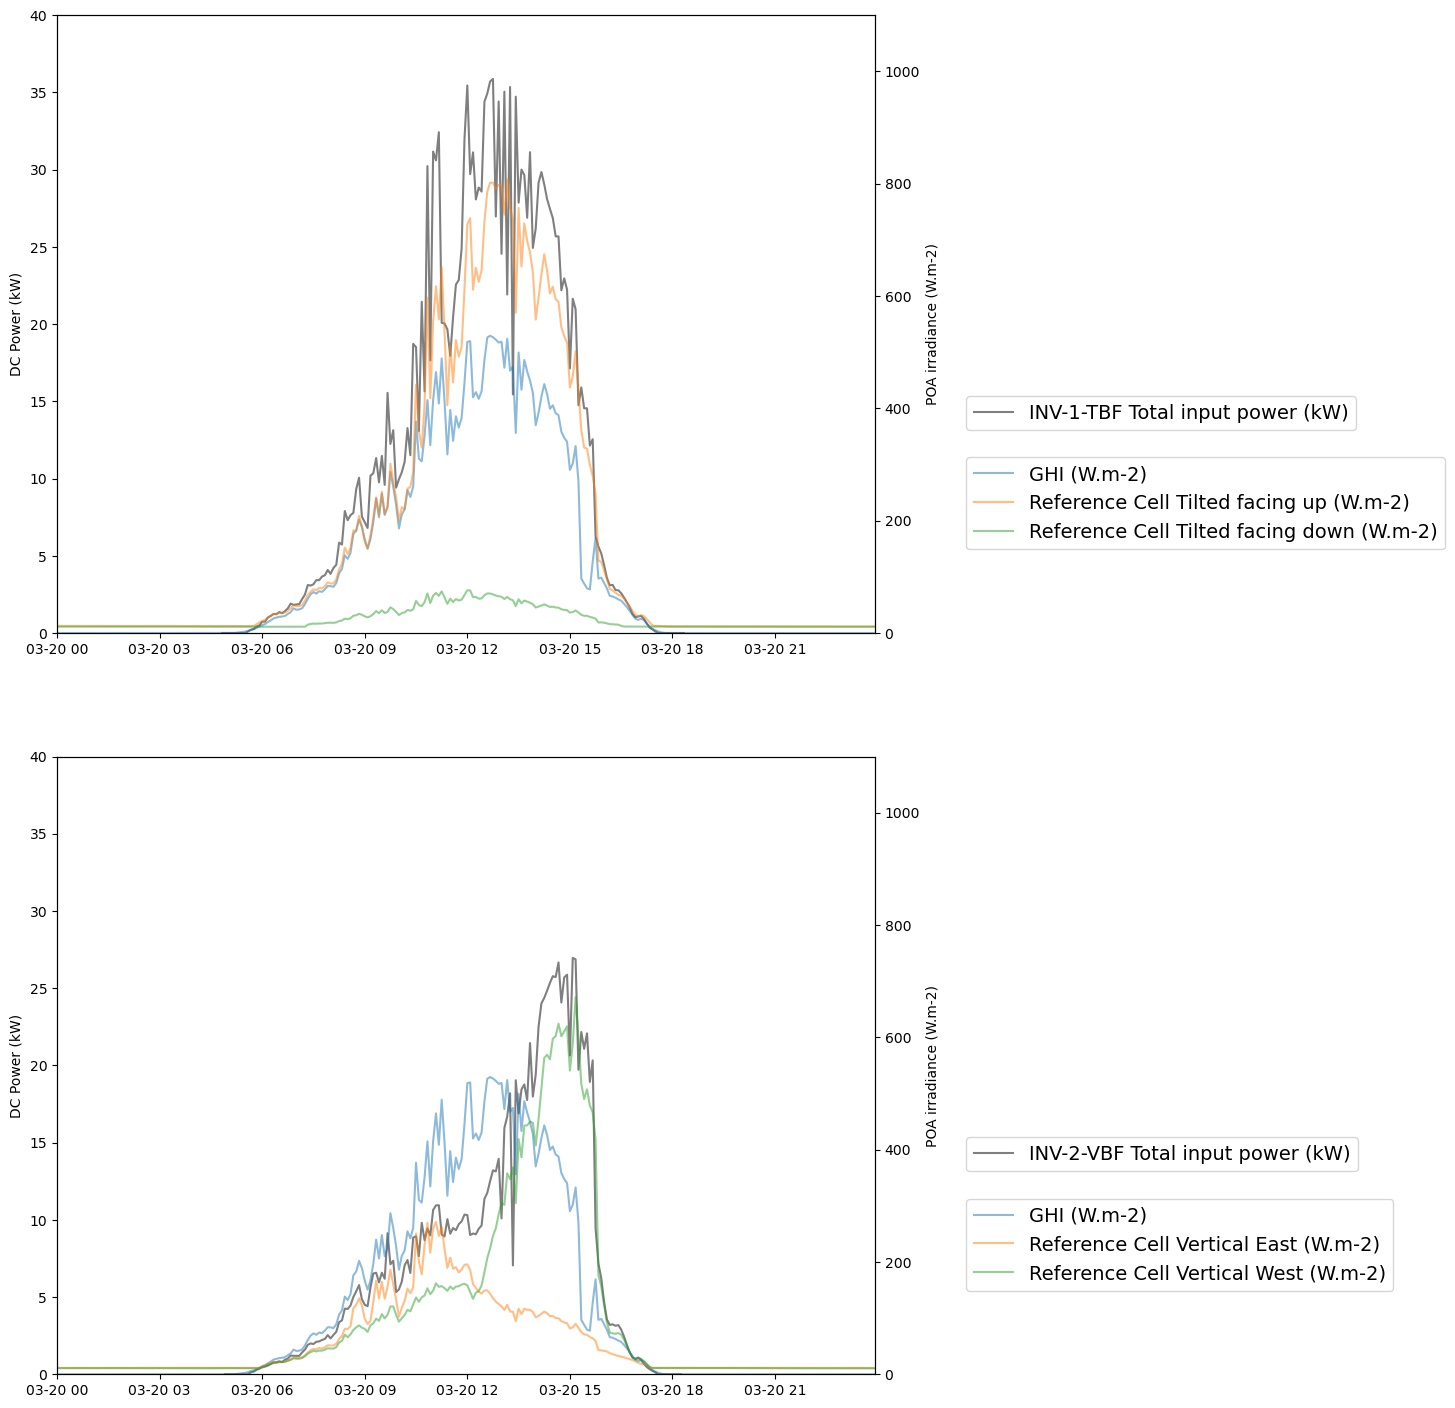 40
35
30
25
20
15
10
5
0
DC Power (kW)
1000
800
600
400
200
0
POA irradiance (W.m-2)
03-20 00 03-20 03 03-20 06 03-20 09 03-20 12 03-20 15 03-20 18 03-20 21
INV-1-TBF Total input power (kW)
GHI (W.m-2)
Reference Cell Tilted facing up (W.m-2)
Reference Cell Tilted facing down (W.m-2)
40
35
30
25
20
15
10
5
0
DC Power (kW)
1000
800
600
400
200
0
POA irradiance (W.m-2)
03-20 00 03-20 03 03-20 06 03-20 09 03-20 12 03-20 15 03-20 18 03-20 21
INV-2-VBF Total input power (kW)
GHI (W.m-2)
Reference Cell Vertical East (W.m-2)
Reference Cell Vertical West (W.m-2)